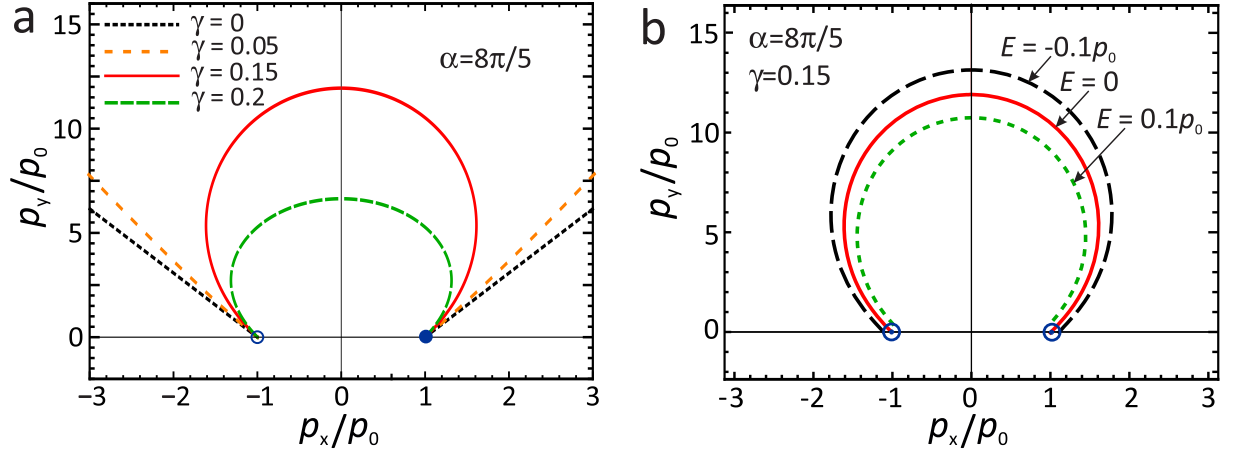 a
γ = 0
γ = 0.05
γ = 0.15
γ = 0.2
α=8π/5
15
10
5
0
p_y/p_0
−3
−2
−1
0
1
2
3
p_x/p_0
b
α=8π/5
γ=0.15
E = -0.1p_0
E = 0
E = 0.1p_0
15
10
5
0
p_y/p_0
-3
-2
-1
0
1
2
3
p_x/p_0